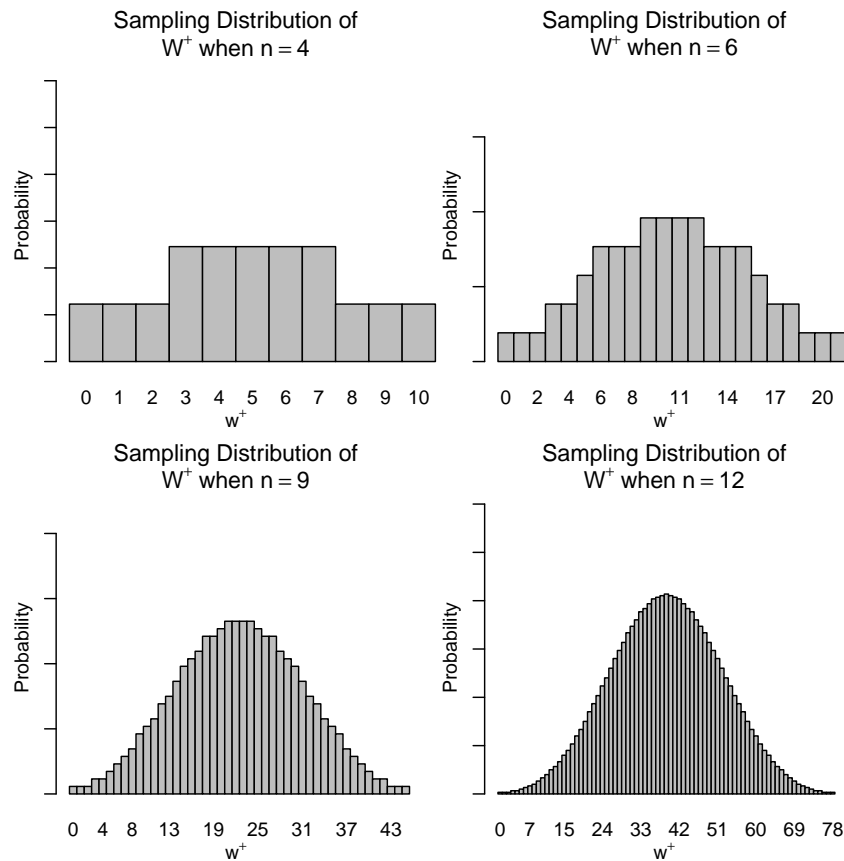 Sampling Distribution of
W⁺ when n = 4
Probability
0 1 2 3 4 5 6 7 8 9 10
w⁺
Sampling Distribution of
W⁺ when n = 6
Probability
0 2 4 6 8 11 14 17 20
w⁺
Sampling Distribution of
W⁺ when n = 9
Probability
0 4 8 13 19 25 31 37 43
w⁺
Sampling Distribution of
W⁺ when n = 12
Probability
0 7 15 24 33 42 51 60 69 78
w⁺